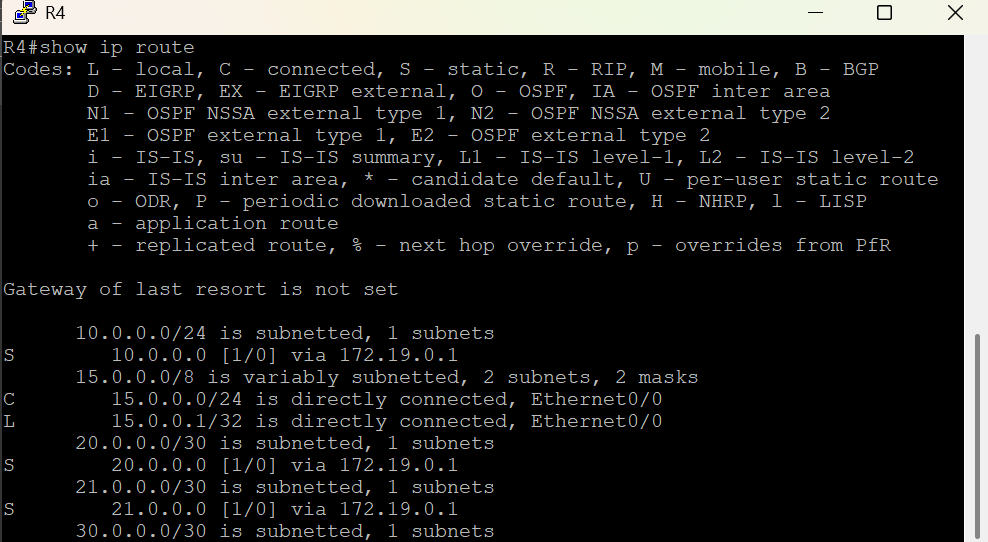 R4
R4#show ip route
Codes: L - local, C - connected, S - static, R - RIP, M - mobile, B - BGP
       D - EIGRP, EX - EIGRP external, O - OSPF, IA - OSPF inter area
       N1 - OSPF NSSA external type 1, N2 - OSPF NSSA external type 2
       E1 - OSPF external type 1, E2 - OSPF external type 2
       i - IS-IS, su - IS-IS summary, L1 - IS-IS level-1, L2 - IS-IS level-2
       ia - IS-IS inter area, * - candidate default, U - per-user static route
       o - ODR, P - periodic downloaded static route, H - NHRP, l - LISP
       a - application route
       + - replicated route, % - next hop override, p - overrides from PfR
Gateway of last resort is not set
      10.0.0.0/24 is subnetted, 1 subnets
S        10.0.0.0 [1/0] via 172.19.0.1
      15.0.0.0/8 is variably subnetted, 2 subnets, 2 masks
C        15.0.0.0/24 is directly connected, Ethernet0/0
L        15.0.0.1/32 is directly connected, Ethernet0/0
      20.0.0.0/30 is subnetted, 1 subnets
S        20.0.0.0 [1/0] via 172.19.0.1
      21.0.0.0/30 is subnetted, 1 subnets
S        21.0.0.0 [1/0] via 172.19.0.1
      30.0.0.0/30 is subnetted, 1 subnets